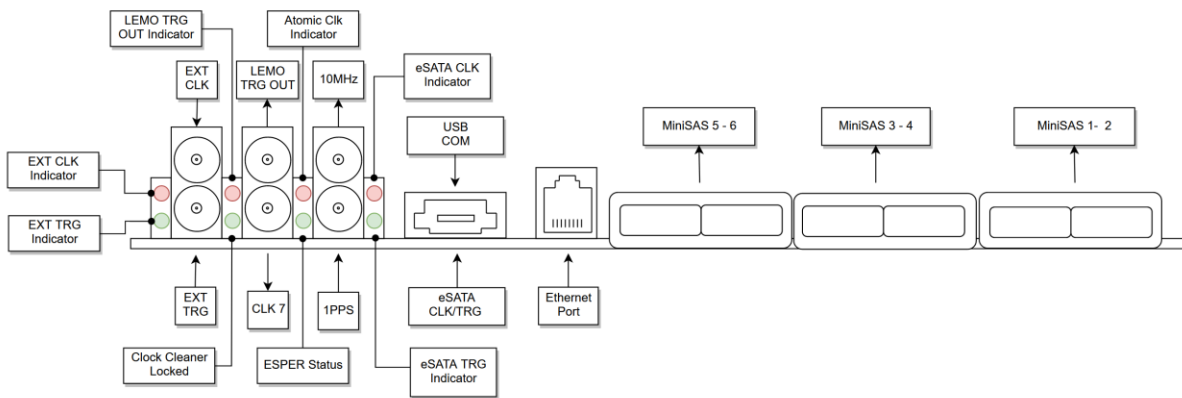 LEMO TRG
OUT Indicator
Atomic Clk
Indicator
EXT
CLK
LEMO
TRG OUT
10MHz
eSATA CLK
Indicator
USB
COM
MiniSAS 5 - 6
MiniSAS 3 - 4
MiniSAS 1-  2
EXT CLK
Indicator
EXT TRG
Indicator
EXT
TRG
CLK 7
1PPS
eSATA
CLK/TRG
Ethernet
Port
Clock Cleaner
Locked
ESPER Status
eSATA TRG
Indicator